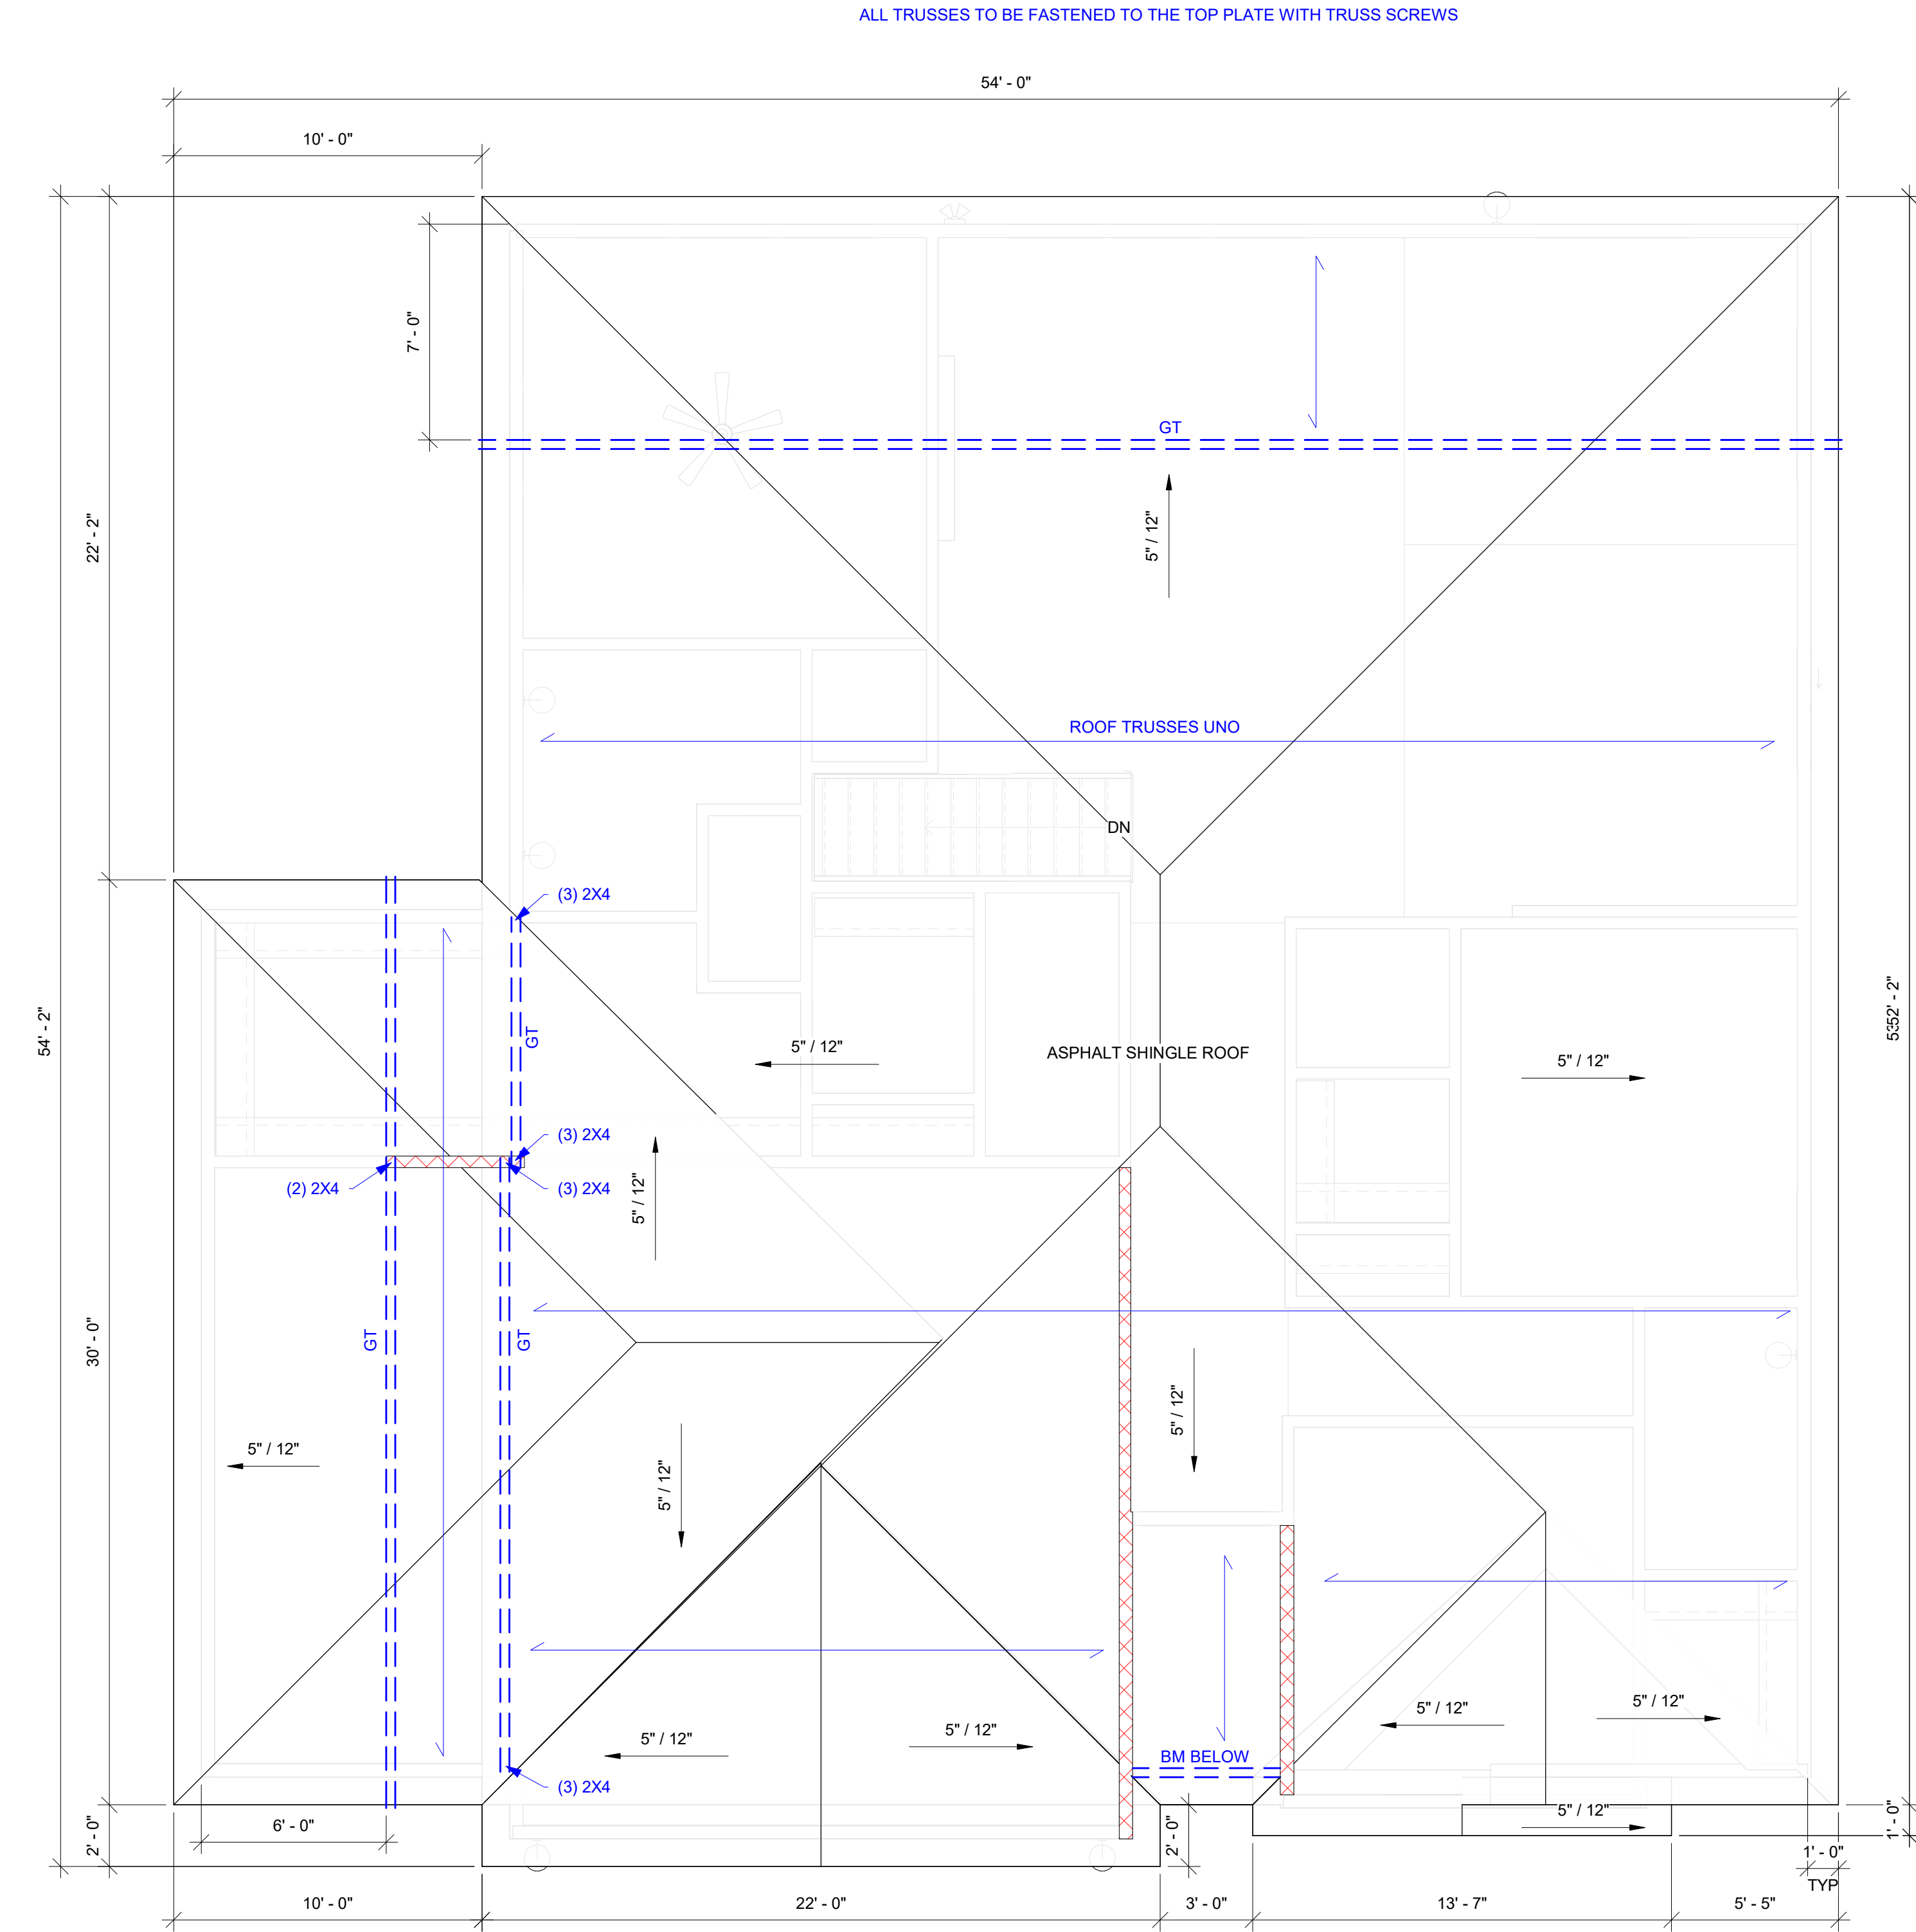 ALL TRUSSES TO BE FASTENED TO THE TOP PLATE WITH TRUSS SCREWS
54' - 0"
10' - 0"
7' - 0"
GT
22' - 2"
5" / 12"
ROOF TRUSSES UNO
DN
(3) 2X4
54' - 2"
GT
5" / 12"
ASPHALT SHINGLE ROOF
5" / 12"
52' - 2"
(3) 2X4
(2) 2X4
(3) 2X4
5" / 12"
30' - 0"
GT
GT
5" / 12"
5" / 12"
5" / 12"
5" / 12"
5" / 12"
5" / 12"
5" / 12"
BM BELOW
(3) 2X4
5" / 12"
6' - 0"
2' - 0"
2' - 0"
1' - 0"
1' - 0"
TYP
10' - 0"
22' - 0"
3' - 0"
13' - 7"
5' - 5"